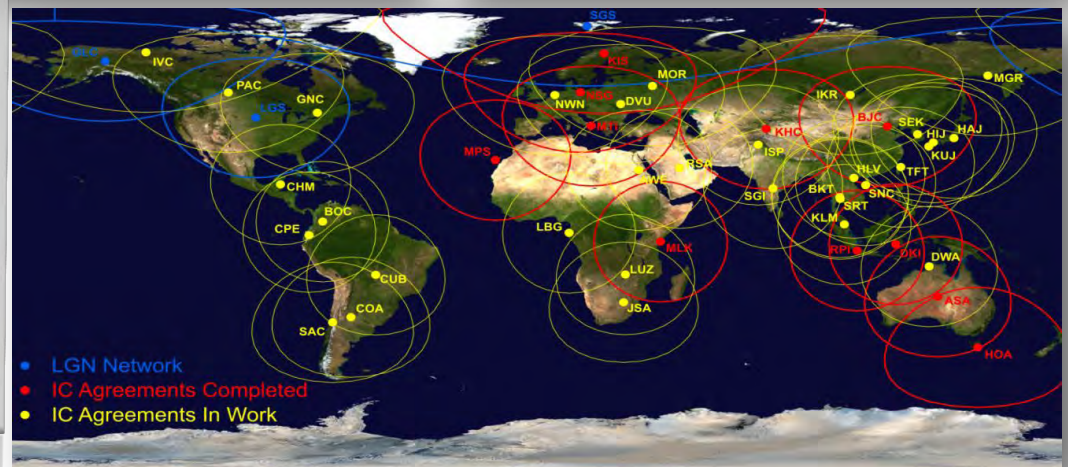 SGS
GLC
IVC
KIS
PAC
GNC
LGS
MOR
NSG
NWN
DVU
MTI
IKR
MGR
BJC
SEK
HIJ
HAJ
KUJ
KHC
ISP
MPS
RSA
AWE
TFT
HLV
CHM
SGI
BKT
SNC
SRT
BOC
CPE
LBG
KLM
MLK
RPI
DKI
DWA
CUB
LUZ
ASA
COA
JSA
SAC
HOA
LGN Network
IC Agreements Completed
IC Agreements In Work